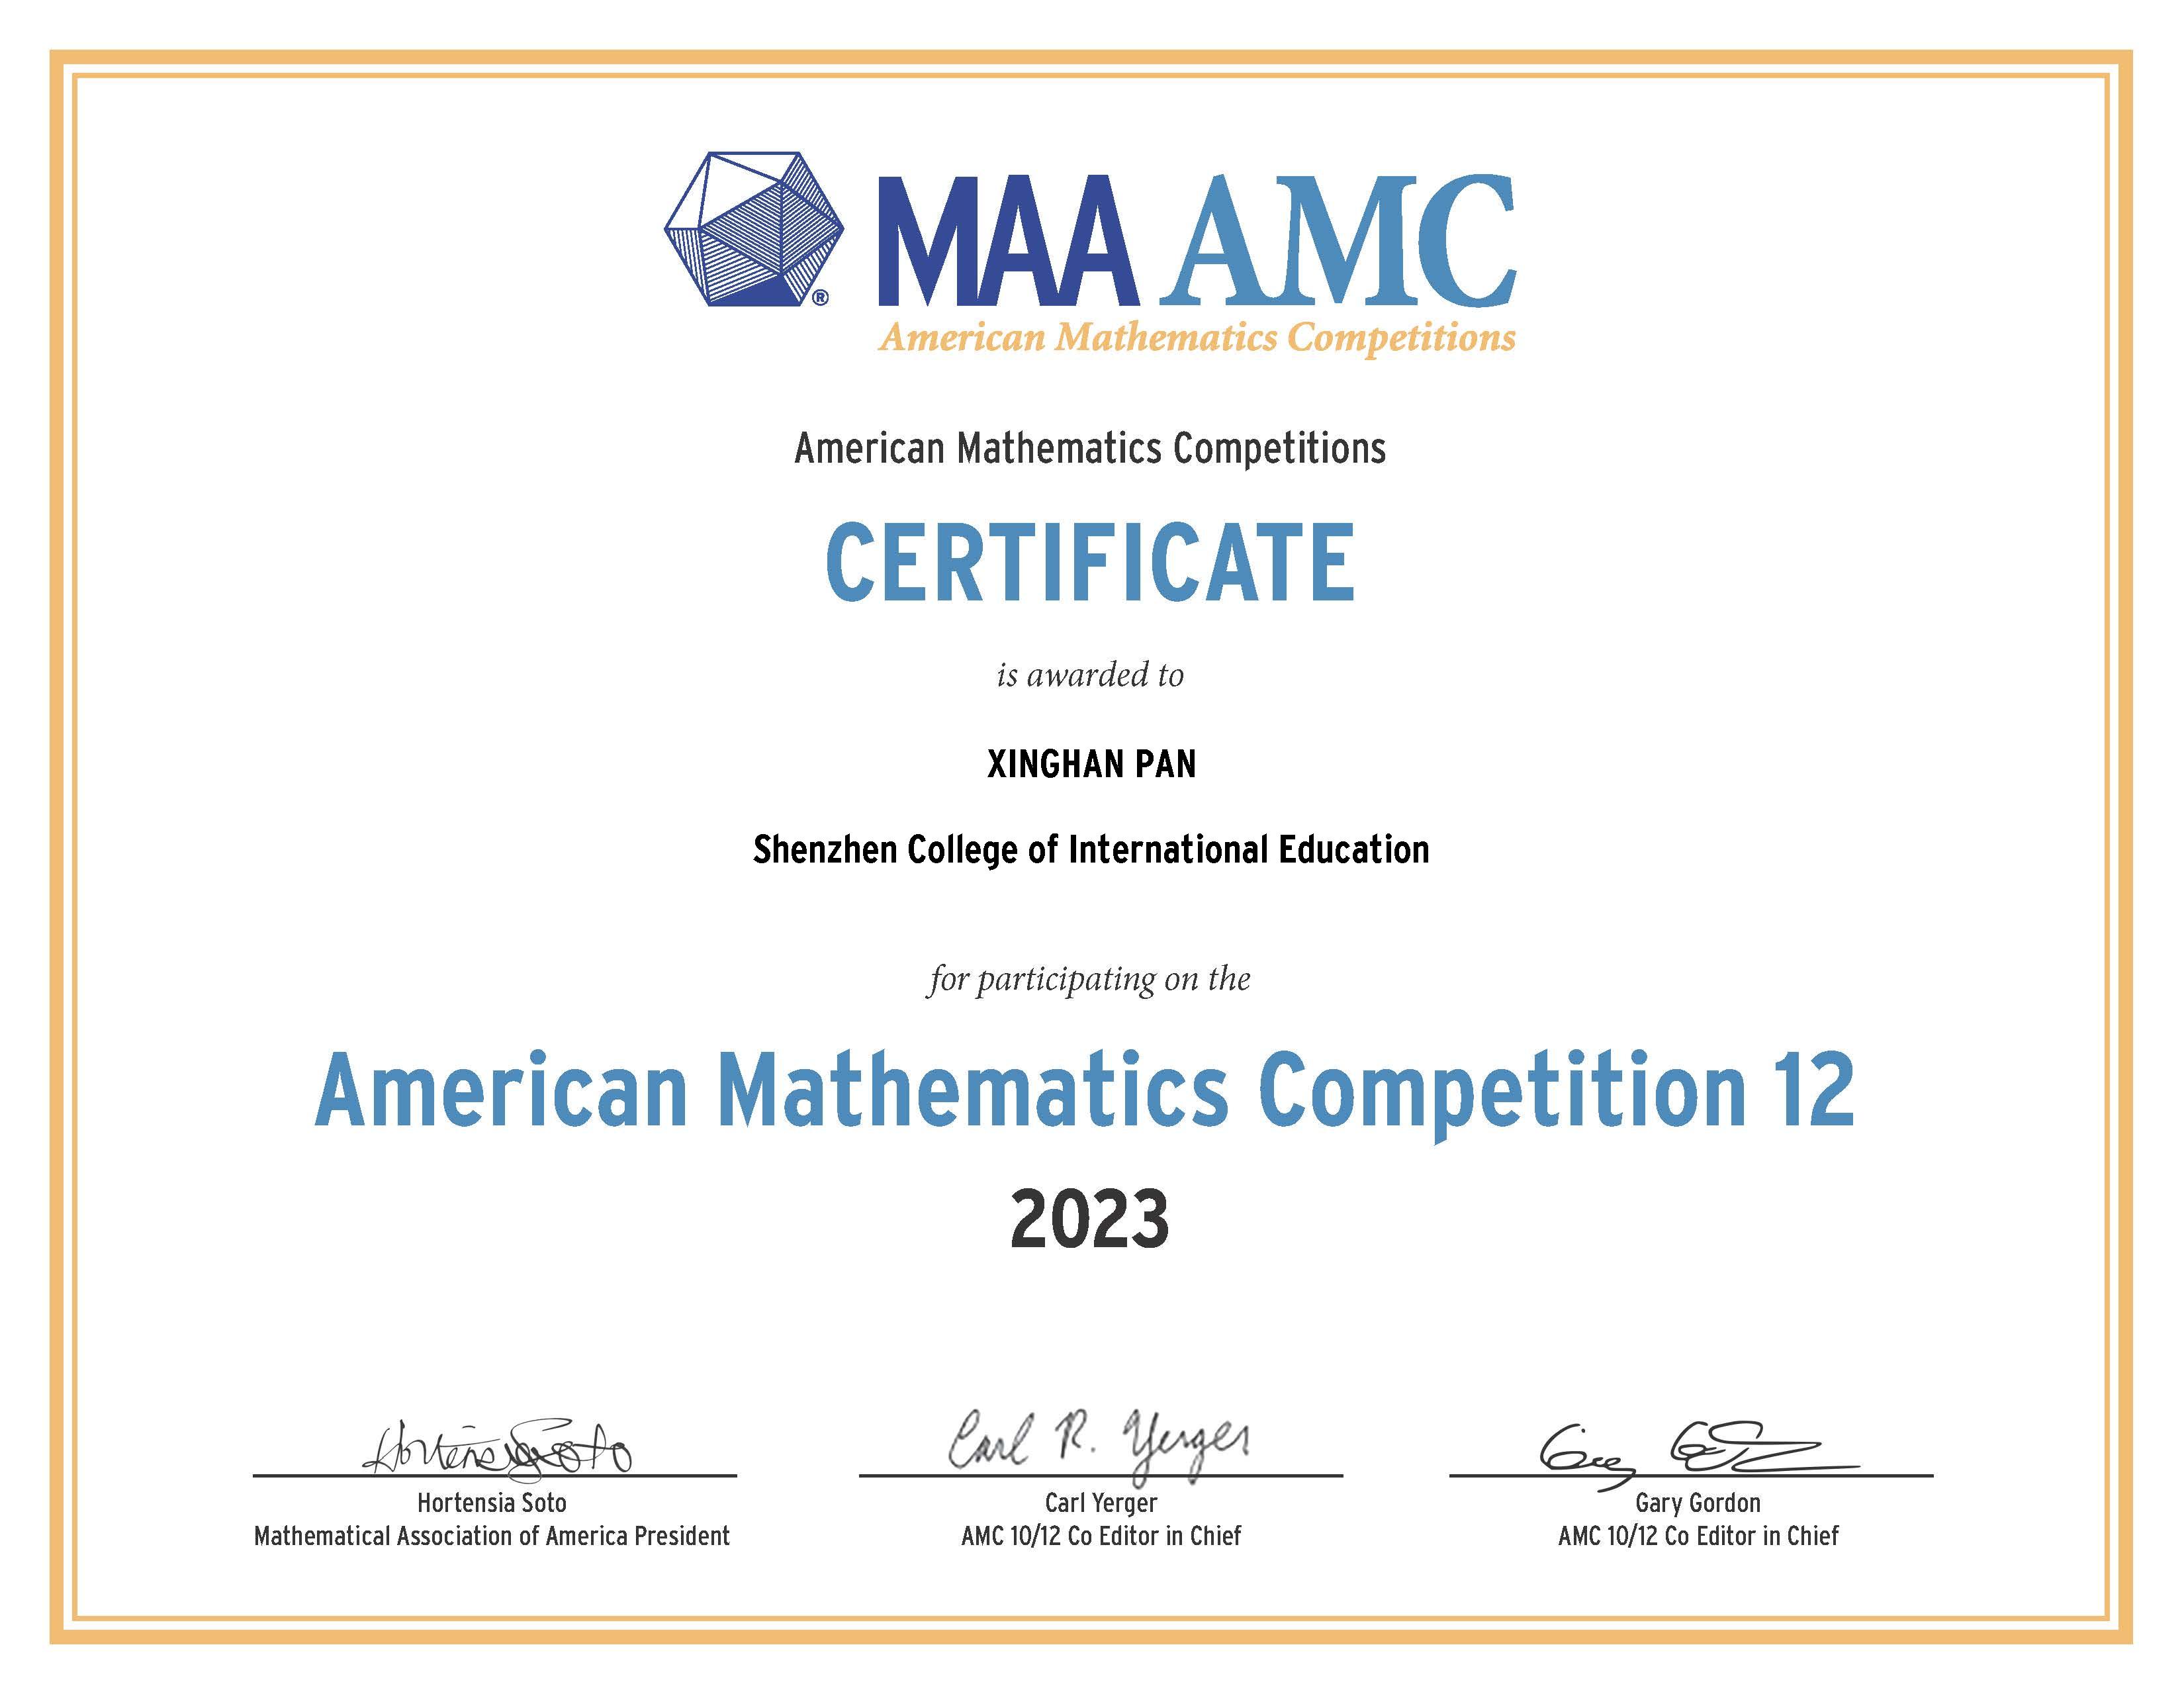 MAA AMC
®
American Mathematics Competitions
American Mathematics Competitions
CERTIFICATE
is awarded to
XINGHAN PAN
Shenzhen College of International Education
for participating on the
American Mathematics Competition 12
2023
Hortensia Soto
Carl R. Yerger
Hortensia Soto
Mathematical Association of America President
Carl Yerger
AMC 10/12 Co Editor in Chief
Gary Gordon
AMC 10/12 Co Editor in Chief